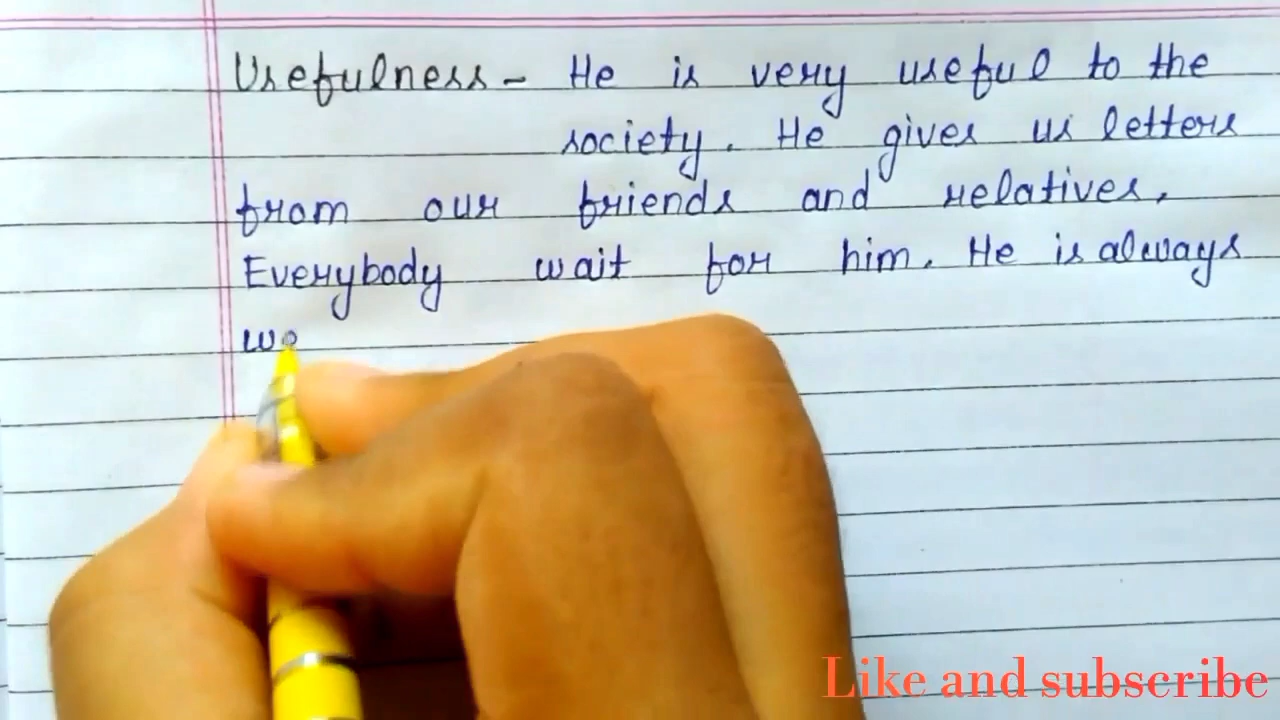 Usefulness - He is very useful to the
society. He gives us letters
from our friends and relatives.
Everybody wait for him. He is always
Like and subscribe